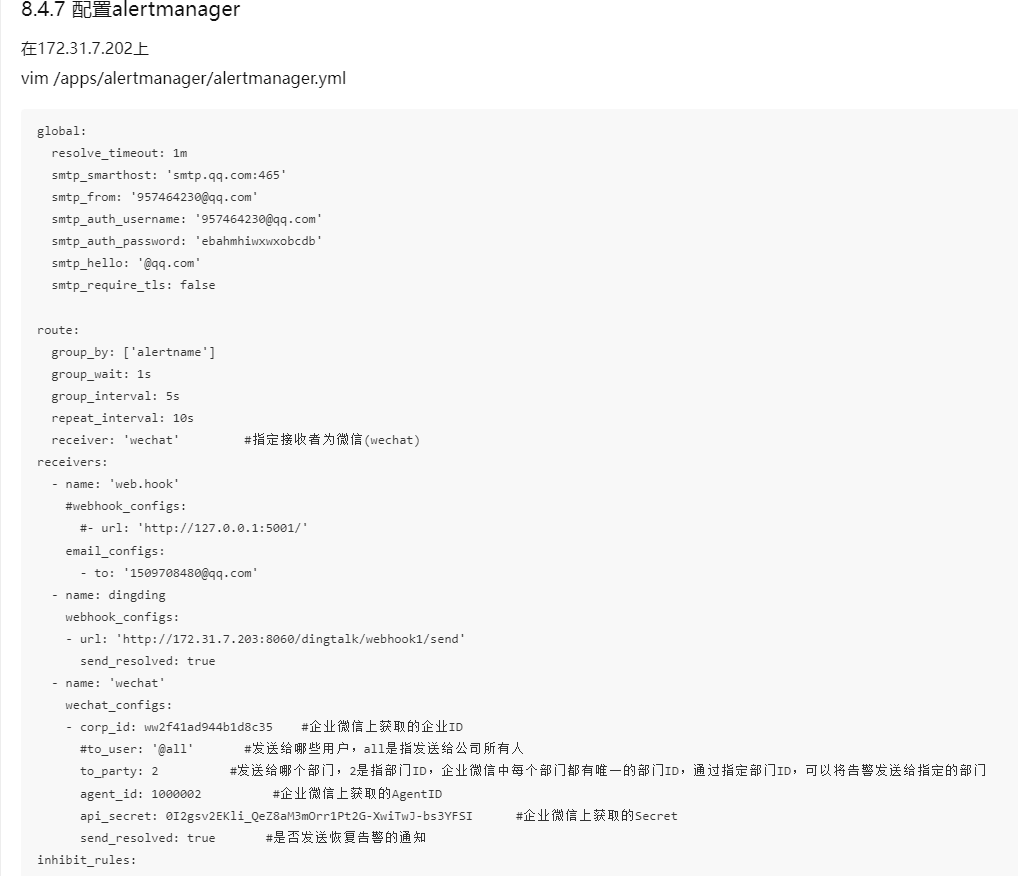 8.4.7 配置alertmanager
在172.31.7.202上
vim /apps/alertmanager/alertmanager.yml
global:
  resolve_timeout: 1m
  smtp_smarthost: 'smtp.qq.com:465'
  smtp_from: '957464230@qq.com'
  smtp_auth_username: '957464230@qq.com'
  smtp_auth_password: 'ebahmhiwxwxobcdb'
  smtp_hello: '@qq.com'
  smtp_require_tls: false
route:
  group_by: ['alertname']
  group_wait: 1s
  group_interval: 5s
  repeat_interval: 10s
  receiver: 'wechat'         #指定接收者为微信(wechat)
receivers:
  - name: 'web.hook'
    #webhook_configs:
      #- url: 'http://127.0.0.1:5001/'
    email_configs:
      - to: '1509708480@qq.com'
  - name: dingding
    webhook_configs:
    - url: 'http://172.31.7.203:8060/dingtalk/webhook1/send'
      send_resolved: true
  - name: 'wechat'
    wechat_configs:
    - corp_id: ww2f41ad944b1d8c35    #企业微信上获取的企业ID
      #to_user: '@all'       #发送给哪些用户，all是指发送给公司所有人
      to_party: 2          #发送给哪个部门，2是指部门ID，企业微信中每个部门都有唯一的部门ID，通过指定部门ID，可以将告警发送给指定的部门
      agent_id: 1000002          #企业微信上获取的AgentID
      api_secret: 0I2gsv2EKli_QeZ8aM3mOrr1Pt2G-XwiTwJ-bs3YFSI      #企业微信上获取的Secret
      send_resolved: true       #是否发送恢复告警的通知
inhibit_rules: